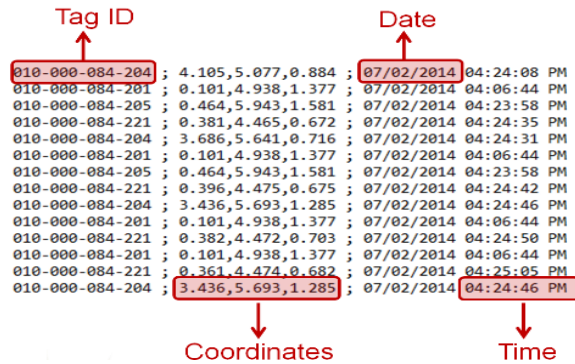 Tag ID Date
010-000-084-204 ; 4.105,5.077,0.884 ; 07/02/2014 04:24:08 PM
010-000-084-201 ; 0.101,4.938,1.377 ; 07/02/2014 04:06:44 PM
010-000-084-205 ; 0.464,5.943,1.581 ; 07/02/2014 04:23:58 PM
010-000-084-221 ; 0.381,4.465,0.672 ; 07/02/2014 04:24:35 PM
010-000-084-204 ; 3.686,5.641,0.716 ; 07/02/2014 04:24:31 PM
010-000-084-201 ; 0.101,4.938,1.377 ; 07/02/2014 04:06:44 PM
010-000-084-205 ; 0.464,5.943,1.581 ; 07/02/2014 04:23:58 PM
010-000-084-221 ; 0.396,4.475,0.675 ; 07/02/2014 04:24:42 PM
010-000-084-204 ; 3.436,5.693,1.285 ; 07/02/2014 04:24:46 PM
010-000-084-201 ; 0.101,4.938,1.377 ; 07/02/2014 04:06:44 PM
010-000-084-221 ; 0.382,4.472,0.703 ; 07/02/2014 04:24:50 PM
010-000-084-201 ; 0.101,4.938,1.377 ; 07/02/2014 04:06:44 PM
010-000-084-221 ; 0.361,4.474,0.682 ; 07/02/2014 04:25:05 PM
010-000-084-204 ; 3.436,5.693,1.285 ; 07/02/2014 04:24:46 PM
Coordinates Time